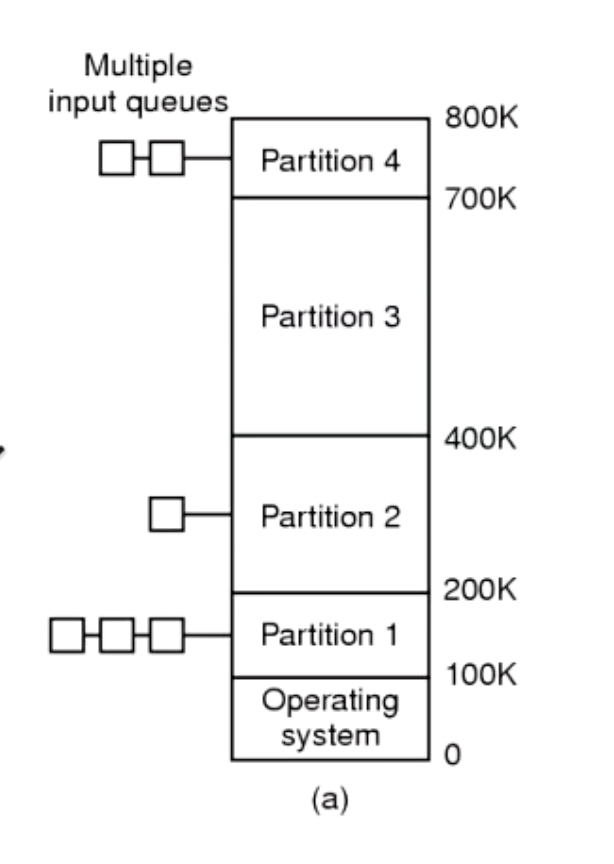 Multiple
input queues
800K
Partition 4
700K
Partition 3
400K
Partition 2
200K
Partition 1
100K
Operating
system
0
(a)